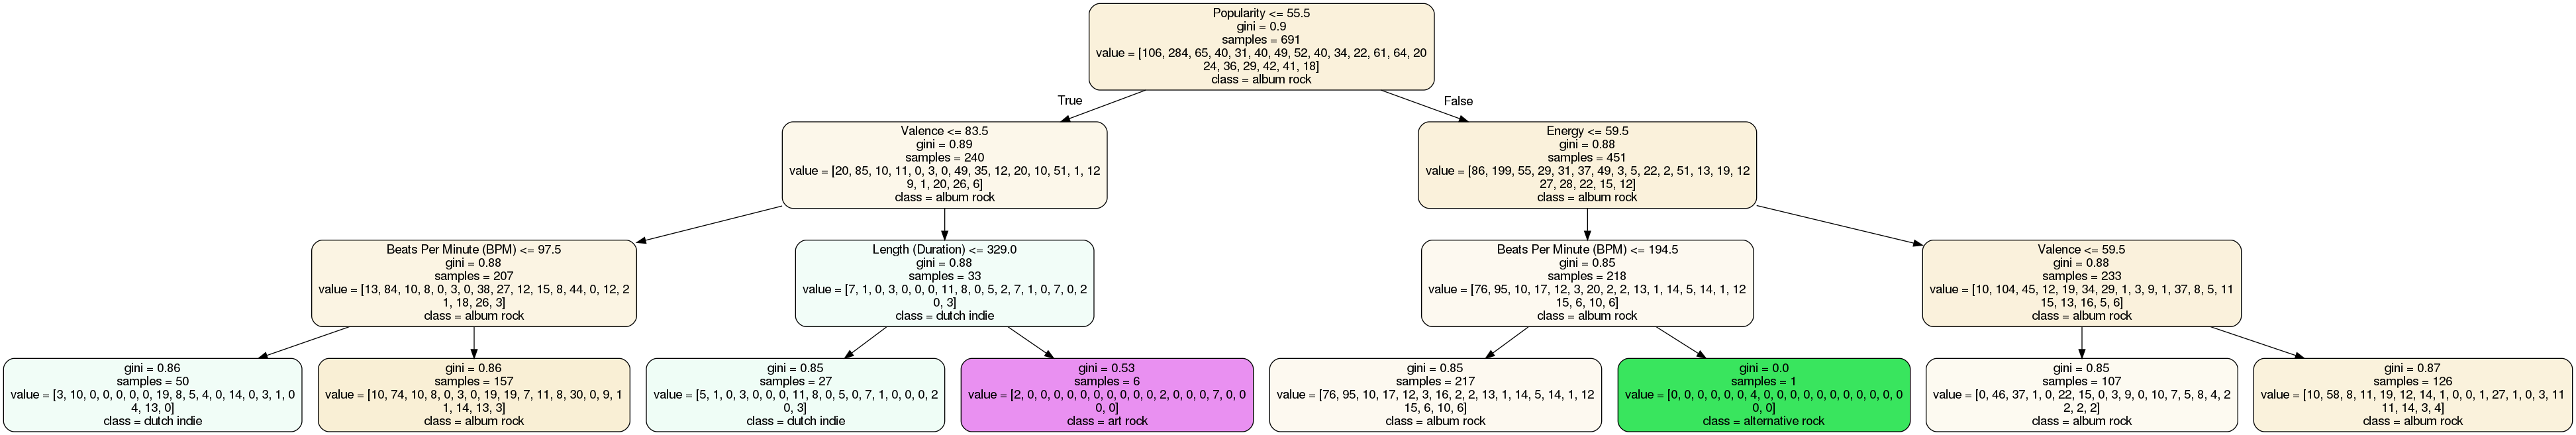 Popularity <= 55.5
gini = 0.9
samples = 691
value = [106, 284, 65, 40, 31, 40, 49, 52, 40, 34, 22, 61, 64, 20
24, 36, 29, 42, 41, 18]
class = album rock
True
False
Valence <= 83.5
gini = 0.89
samples = 240
value = [20, 85, 10, 11, 0, 3, 0, 49, 35, 12, 20, 10, 51, 1, 12
9, 1, 20, 26, 6]
class = album rock
Energy <= 59.5
gini = 0.88
samples = 451
value = [86, 199, 55, 29, 31, 37, 49, 3, 5, 22, 2, 51, 13, 19, 12
27, 28, 22, 15, 12]
class = album rock
Beats Per Minute (BPM) <= 97.5
gini = 0.88
samples = 207
value = [13, 84, 10, 8, 0, 3, 0, 38, 27, 12, 15, 8, 44, 0, 12, 2
1, 18, 26, 3]
class = album rock
Length (Duration) <= 329.0
gini = 0.88
samples = 33
value = [7, 1, 0, 3, 0, 0, 0, 11, 8, 0, 5, 2, 7, 1, 0, 7, 0, 2
0, 3]
class = dutch indie
Beats Per Minute (BPM) <= 194.5
gini = 0.85
samples = 218
value = [76, 95, 10, 17, 12, 3, 20, 2, 2, 13, 1, 14, 5, 14, 1, 12
15, 6, 10, 6]
class = album rock
Valence <= 59.5
gini = 0.88
samples = 233
value = [10, 104, 45, 12, 19, 34, 29, 1, 3, 9, 1, 37, 8, 5, 11
15, 13, 16, 5, 6]
class = album rock
gini = 0.86
samples = 50
value = [3, 10, 0, 0, 0, 0, 0, 19, 8, 5, 4, 0, 14, 0, 3, 1, 0
4, 13, 0]
class = dutch indie
gini = 0.86
samples = 157
value = [10, 74, 10, 8, 0, 3, 0, 19, 19, 7, 11, 8, 30, 0, 9, 1
1, 14, 13, 3]
class = album rock
gini = 0.85
samples = 27
value = [5, 1, 0, 3, 0, 0, 0, 11, 8, 0, 5, 0, 7, 1, 0, 0, 0, 2
0, 3]
class = dutch indie
gini = 0.53
samples = 6
value = [2, 0, 0, 0, 0, 0, 0, 0, 0, 0, 0, 2, 0, 0, 0, 7, 0, 0
0, 0]
class = art rock
gini = 0.85
samples = 217
value = [76, 95, 10, 17, 12, 3, 16, 2, 2, 13, 1, 14, 5, 14, 1, 12
15, 6, 10, 6]
class = album rock
gini = 0.0
samples = 1
value = [0, 0, 0, 0, 0, 0, 4, 0, 0, 0, 0, 0, 0, 0, 0, 0, 0, 0
0, 0]
class = alternative rock
gini = 0.85
samples = 107
value = [0, 46, 37, 1, 0, 22, 15, 0, 3, 9, 0, 10, 7, 5, 8, 4, 2
2, 2, 2]
class = album rock
gini = 0.87
samples = 126
value = [10, 58, 8, 11, 19, 12, 14, 1, 0, 0, 1, 27, 1, 0, 3, 11
11, 14, 3, 4]
class = album rock